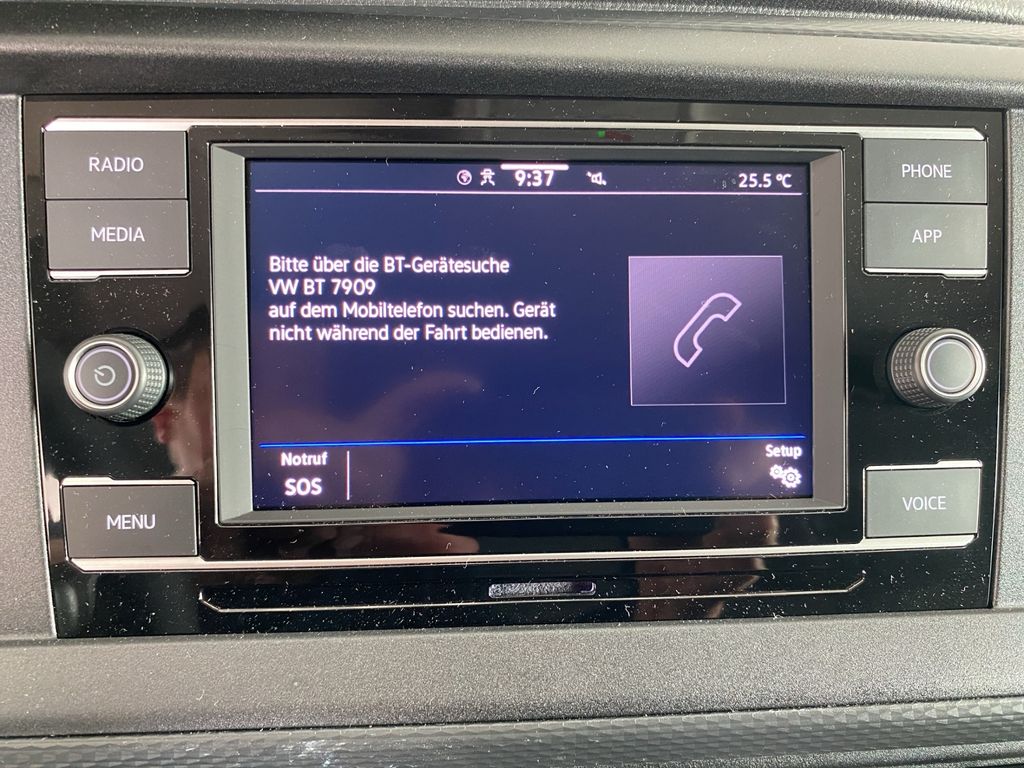 RADIO
PHONE
MEDIA
APP
9:37
25.5 °C
Bitte über die BT-Gerätesuche
VW BT 7909
auf dem Mobiltelefon suchen. Gerät
nicht während der Fahrt bedienen.
Notruf
SOS
Setup
MENU
VOICE